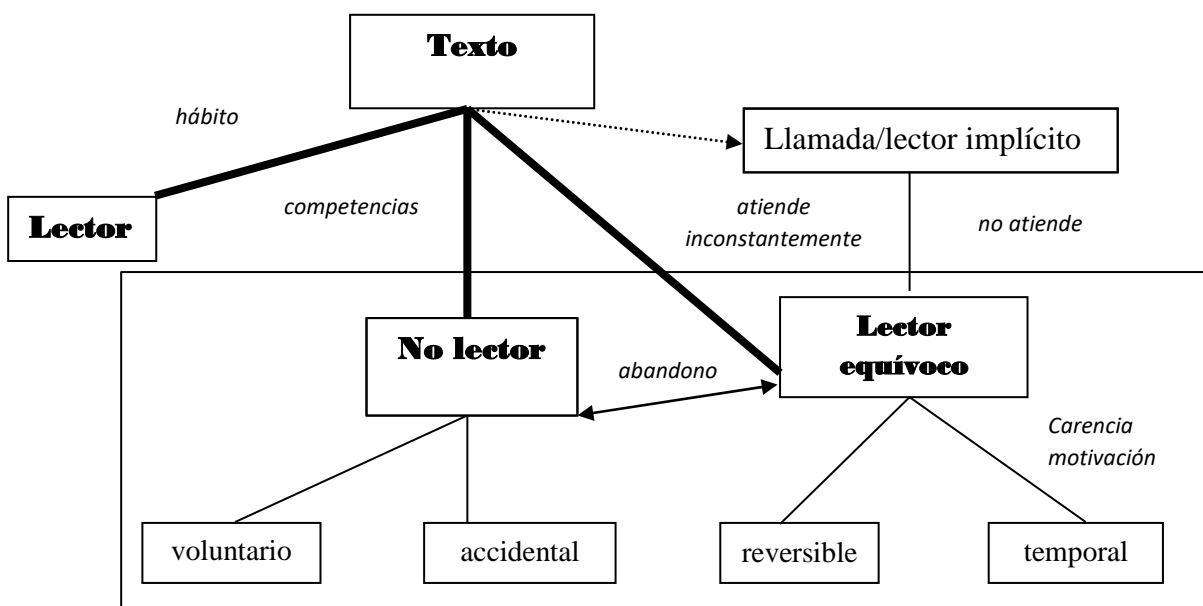 Texto
hábito
Llamada/lector implícito
Lector
competencias
atiende
inconstantemente
no atiende
No lector
abandono
Lector
equívoco
Carencia
motivación
voluntario
accidental
reversible
temporal